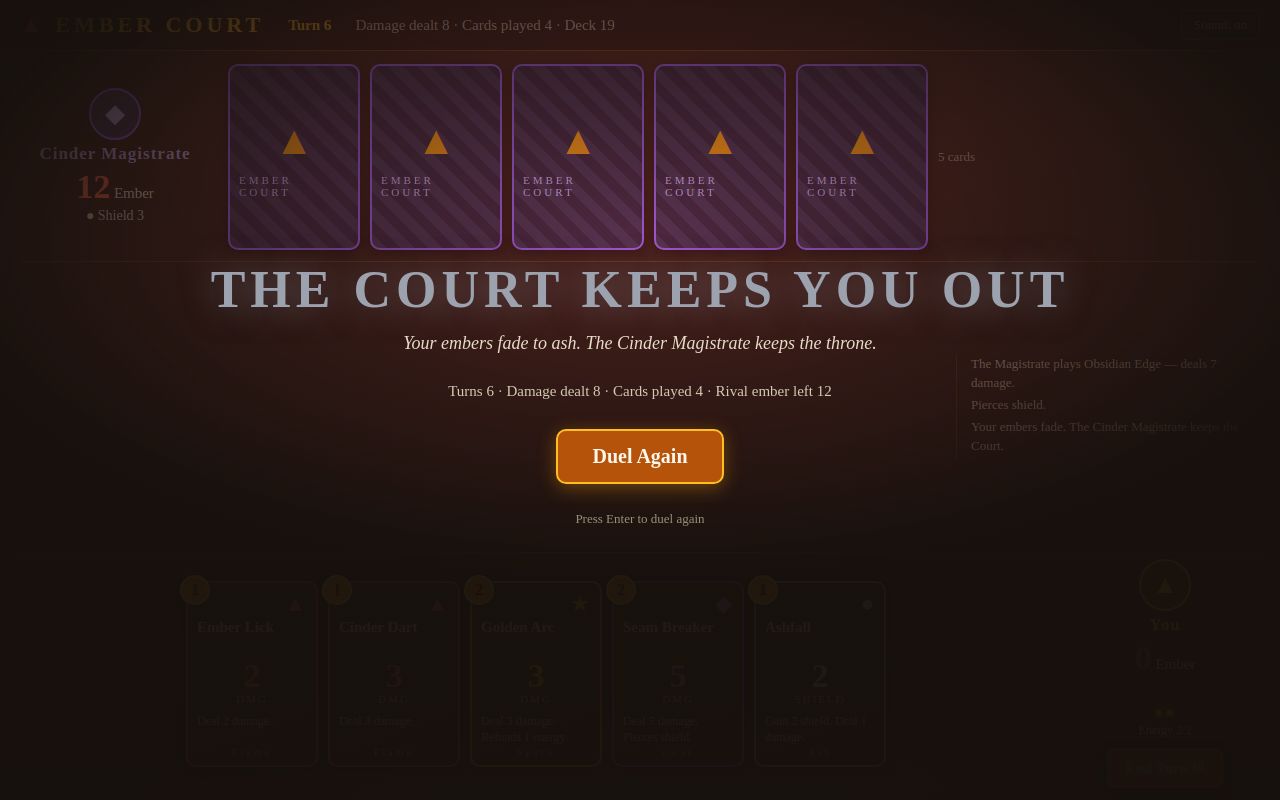 ▲ EMBER COURT Turn 6 Damage dealt 8 · Cards played 4 · Deck 19 Sound: on
◆
Cinder Magistrate
12 Ember
● Shield 3
EMBER
COURT
EMBER
COURT
EMBER
COURT
EMBER
COURT
EMBER
COURT
5 cards
THE COURT KEEPS YOU OUT
Your embers fade to ash. The Cinder Magistrate keeps the throne.
Turns 6 · Damage dealt 8 · Cards played 4 · Rival ember left 12
Duel Again
Press Enter to duel again
The Magistrate plays Obsidian Edge — deals 7
damage.
Pierces shield.
Your embers fade. The Cinder Magistrate keeps the
Court.
1
Ember Lick
2
DMG
Deal 2 damage.
Flame
1
Cinder Dart
3
DMG
Deal 3 damage.
Flame
2
Golden Arc
3
DMG
Deal 3 damage.
Refunds 1 energy.
2
Seam Breaker
5
DMG
Deal 5 damage.
Pierces shield.
1
Ashfall
2
SHIELD
Gain 2 shield. Deal 1
damage.
Ash
You
0 Ember
Energy 2/2